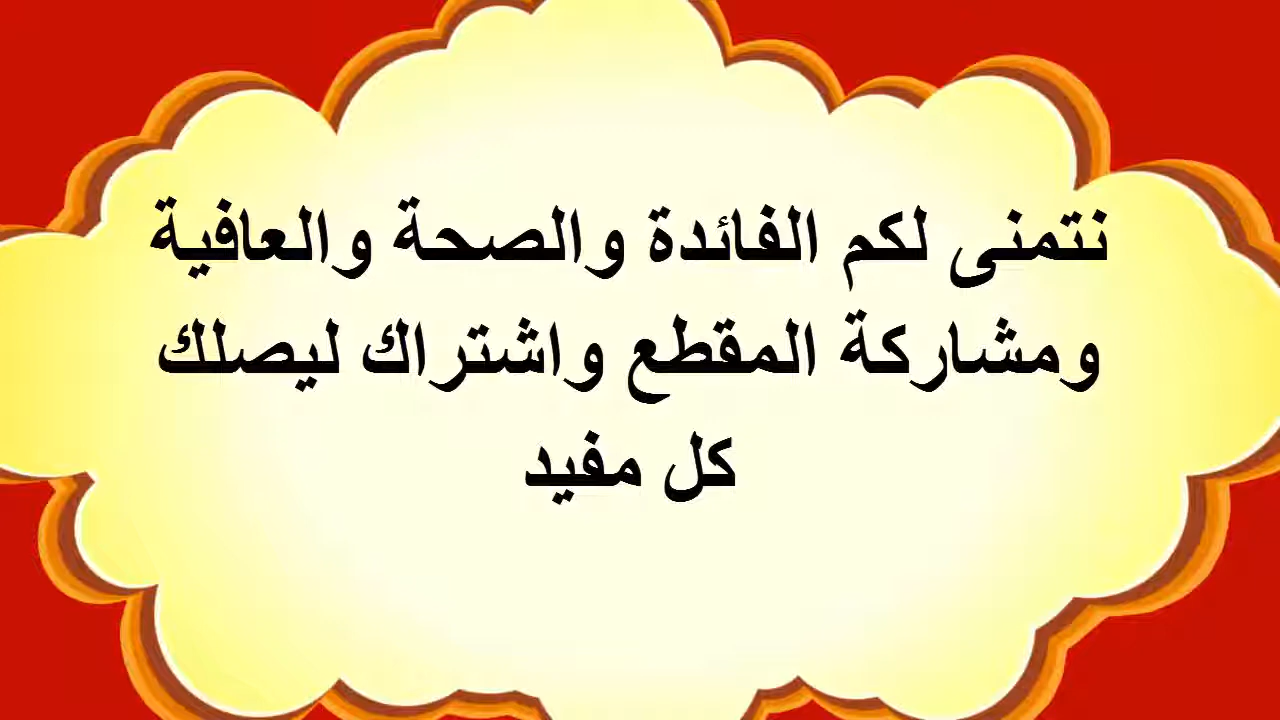 نتمنى لكم الفائدة والصحة والعافية
ومشاركة المقطع واشتراك ليصلك
كل مفيد